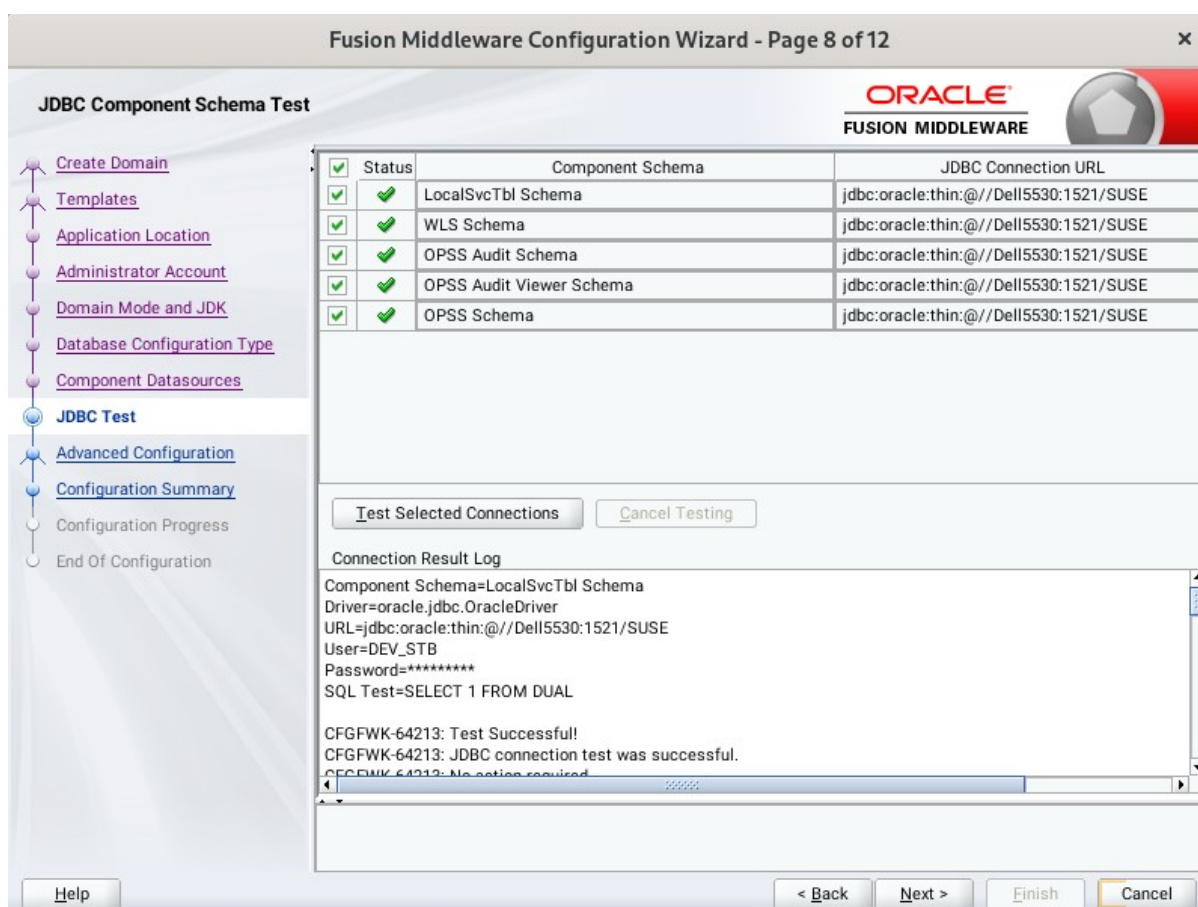 Fusion Middleware Configuration Wizard - Page 8 of 12
JDBC Component Schema Test
ORACLE
FUSION MIDDLEWARE
Create Domain
Templates
Application Location
Administrator Account
Domain Mode and JDK
Database Configuration Type
Component Datasources
JDBC Test
Advanced Configuration
Configuration Summary
Configuration Progress
End Of Configuration
Status Component Schema JDBC Connection URL
LocalSvcTbl Schema jdbc:oracle:thin:@//Dell5530:1521/SUSE
WLS Schema jdbc:oracle:thin:@//Dell5530:1521/SUSE
OPSS Audit Schema jdbc:oracle:thin:@//Dell5530:1521/SUSE
OPSS Audit Viewer Schema jdbc:oracle:thin:@//Dell5530:1521/SUSE
OPSS Schema jdbc:oracle:thin:@//Dell5530:1521/SUSE
Test Selected Connections Cancel Testing
Connection Result Log
Component Schema=LocalSvcTbl Schema
Driver=oracle.jdbc.OracleDriver
URL=jdbc:oracle:thin:@//Dell5530:1521/SUSE
User=DEV_STB
Password=*********
SQL Test=SELECT 1 FROM DUAL
CFGFWK-64213: Test Successful!
CFGFWK-64213: JDBC connection test was successful.
CFGFWK-64213: No action required
Help < Back Next > Finish Cancel